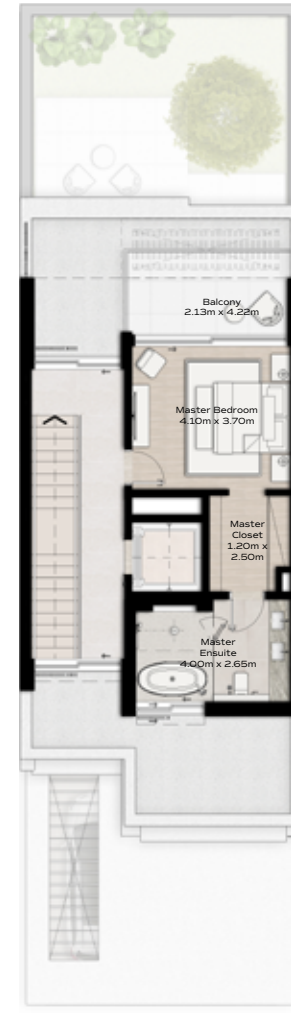 Balcony
2.13m x 4.22m
Master Bedroom
4.10m x 3.70m
Master
Closet
1.20m x
2.50m
Master
Ensuite
4.00m x 2.65m